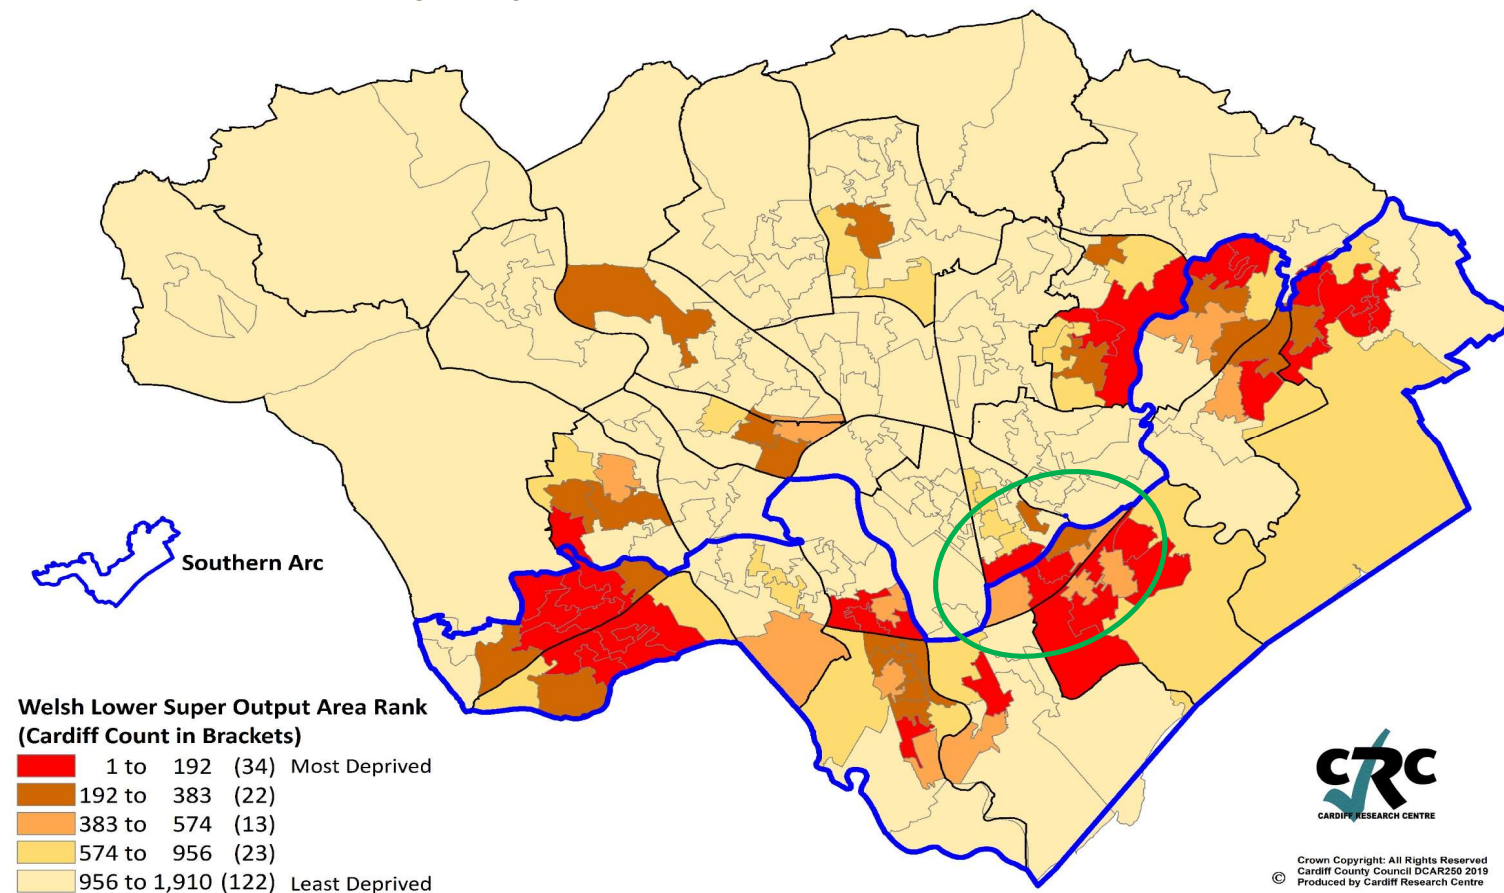 Southern Arc
Welsh Lower Super Output Area Rank
(Cardiff Count in Brackets)
1 to 192 (34) Most Deprived
192 to 383 (22)
383 to 574 (13)
574 to 956 (23)
956 to 1,910 (122) Least Deprived
CRC
CARDIFF RESEARCH CENTRE
Crown Copyright: All Rights Reserved
Cardiff County Council DCAR250 2019
© Produced by Cardiff Research Centre